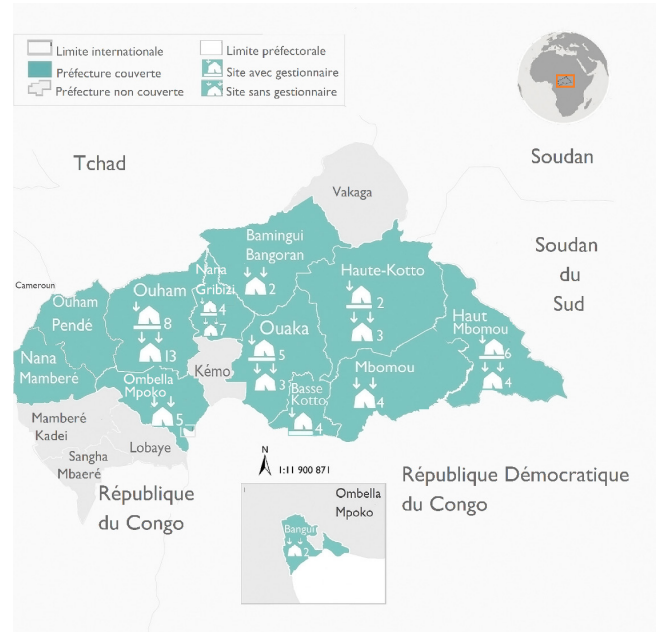 Limite internationale
Limite préfectorale
Préfecture couverte
Site avec gestionnaire
Préfecture non couverte
Site sans gestionnaire
Tchad
Soudan
Vakaga
Bamingui
Bangoran
2
Soudan
du
Sud
Cameroun
Ouham
Pendé
Ouham
8
13
Nana
Gribizi
4
7
Haute-Kotto
2
3
Ouaka
5
3
Haut
Mbomou
6
4
Nana
Mamberé
Kémo
Mbomou
4
Ombella
Mpoko
5
Basse
Kotto
4
Mamberé
Kadei
Lobaye
Sangha
Mbaeré
République
du Congo
N
1:11 900 871
République Démocratique
du Congo
Ombella
Mpoko
Bangui
2